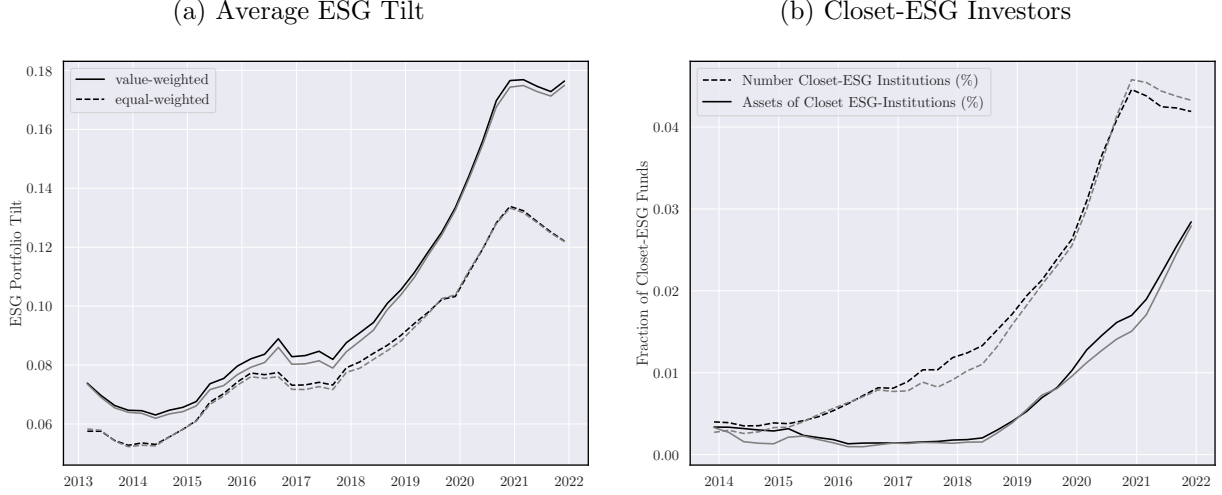 (a) Average ESG Tilt
value-weighted
equal-weighted
ESG Portfolio Tilt
0.18
0.16
0.14
0.12
0.10
0.08
0.06
2013 2014 2015 2016 2017 2018 2019 2020 2021 2022
(b) Closet-ESG Investors
Number Closet-ESG Institutions (%)
Assets of Closet ESG-Institutions (%)
Fraction of Closet-ESG Funds
0.04
0.03
0.02
0.01
0.00
2014 2015 2016 2017 2018 2019 2020 2021 2022